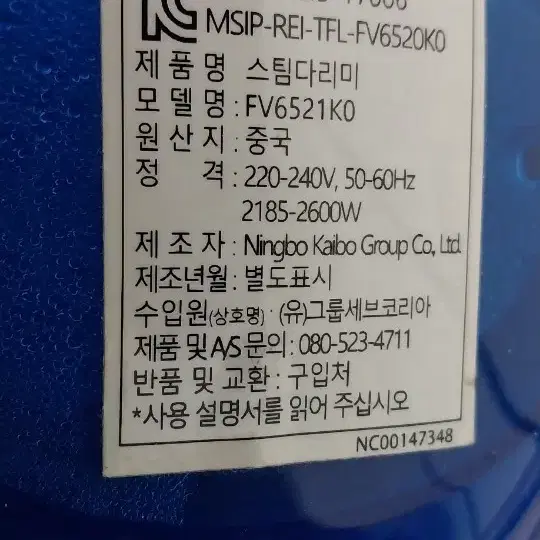 MSIP-REI-TFL-FV6520K0
제 품 명 : 스팀다리미
모 델 명 : FV6521K0
원 산 지 : 중국
정 격 : 220-240V, 50-60Hz
2185-2600W
제 조 자 : Ningbo Kaibo Group Co., Ltd.
제조년월 : 별도표시
수입원(상호명) : (유)그룹세브코리아
제품 및 A/S 문의 : 080-523-4711
반품 및 교환 : 구입처
*사용 설명서를 읽어 주십시오
NC00147348